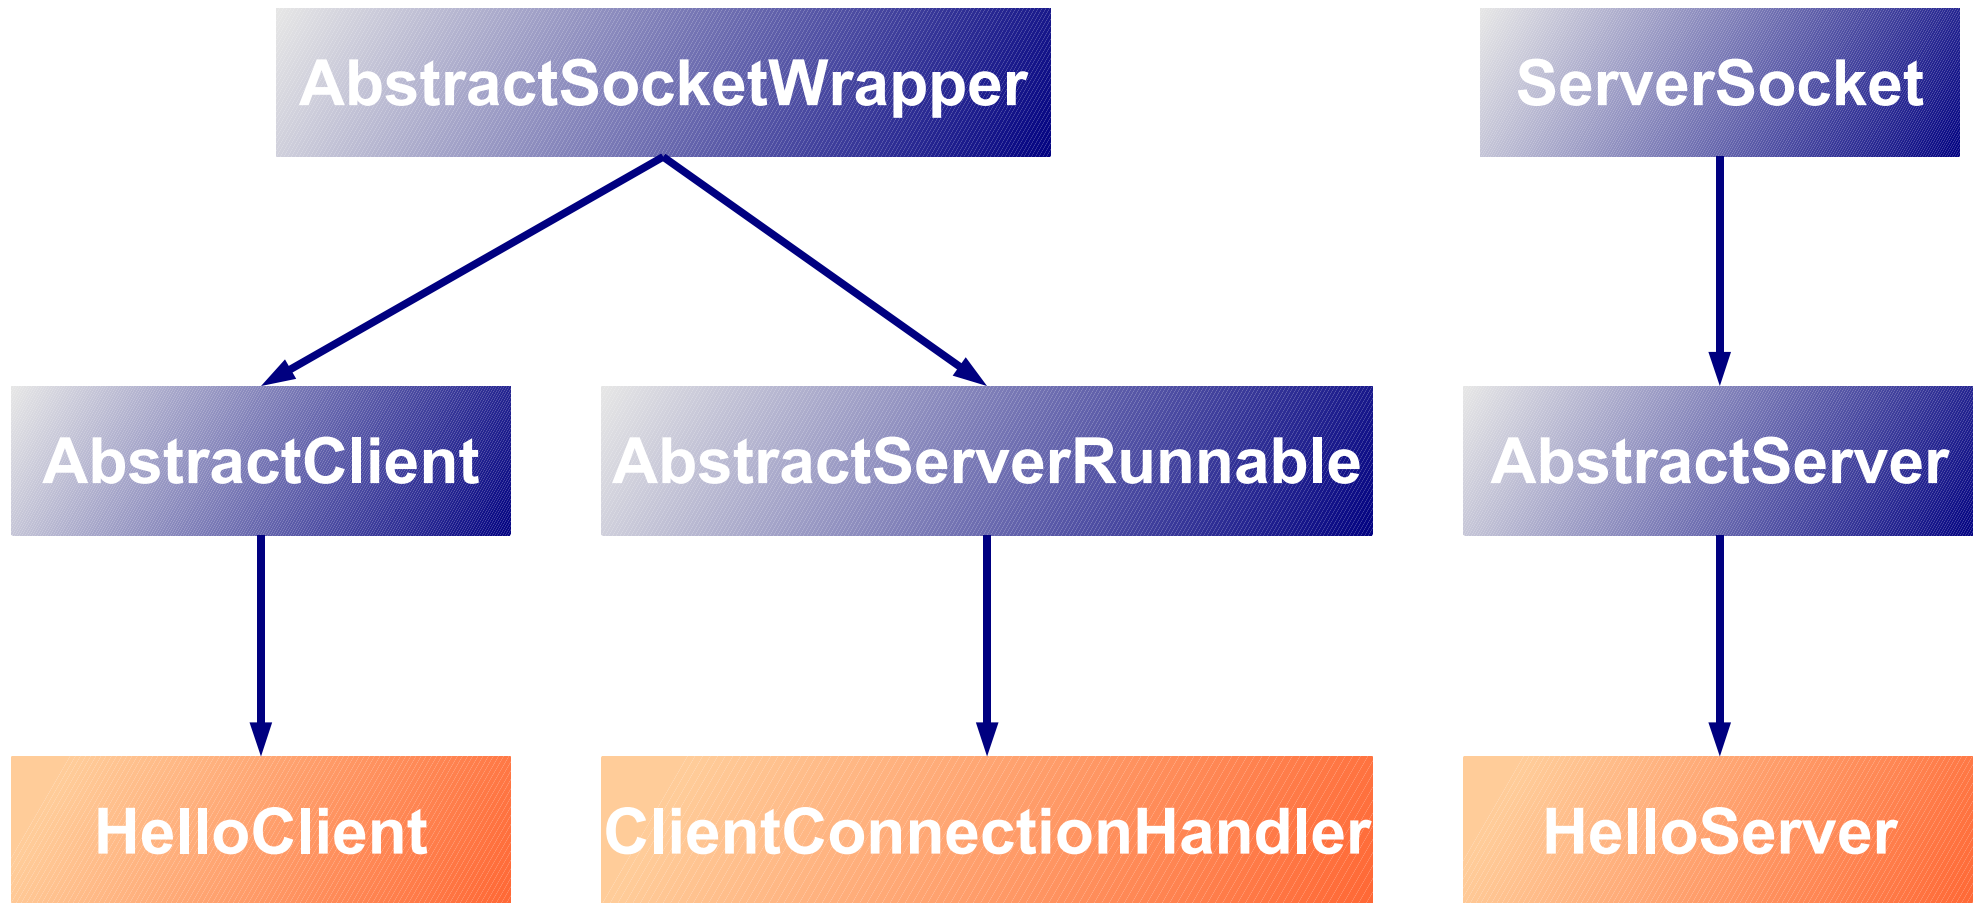 AbstractSocketWrapper
ServerSocket
AbstractClient
AbstractServerRunnable
AbstractServer
HelloClient
ClientConnectionHandler
HelloServer